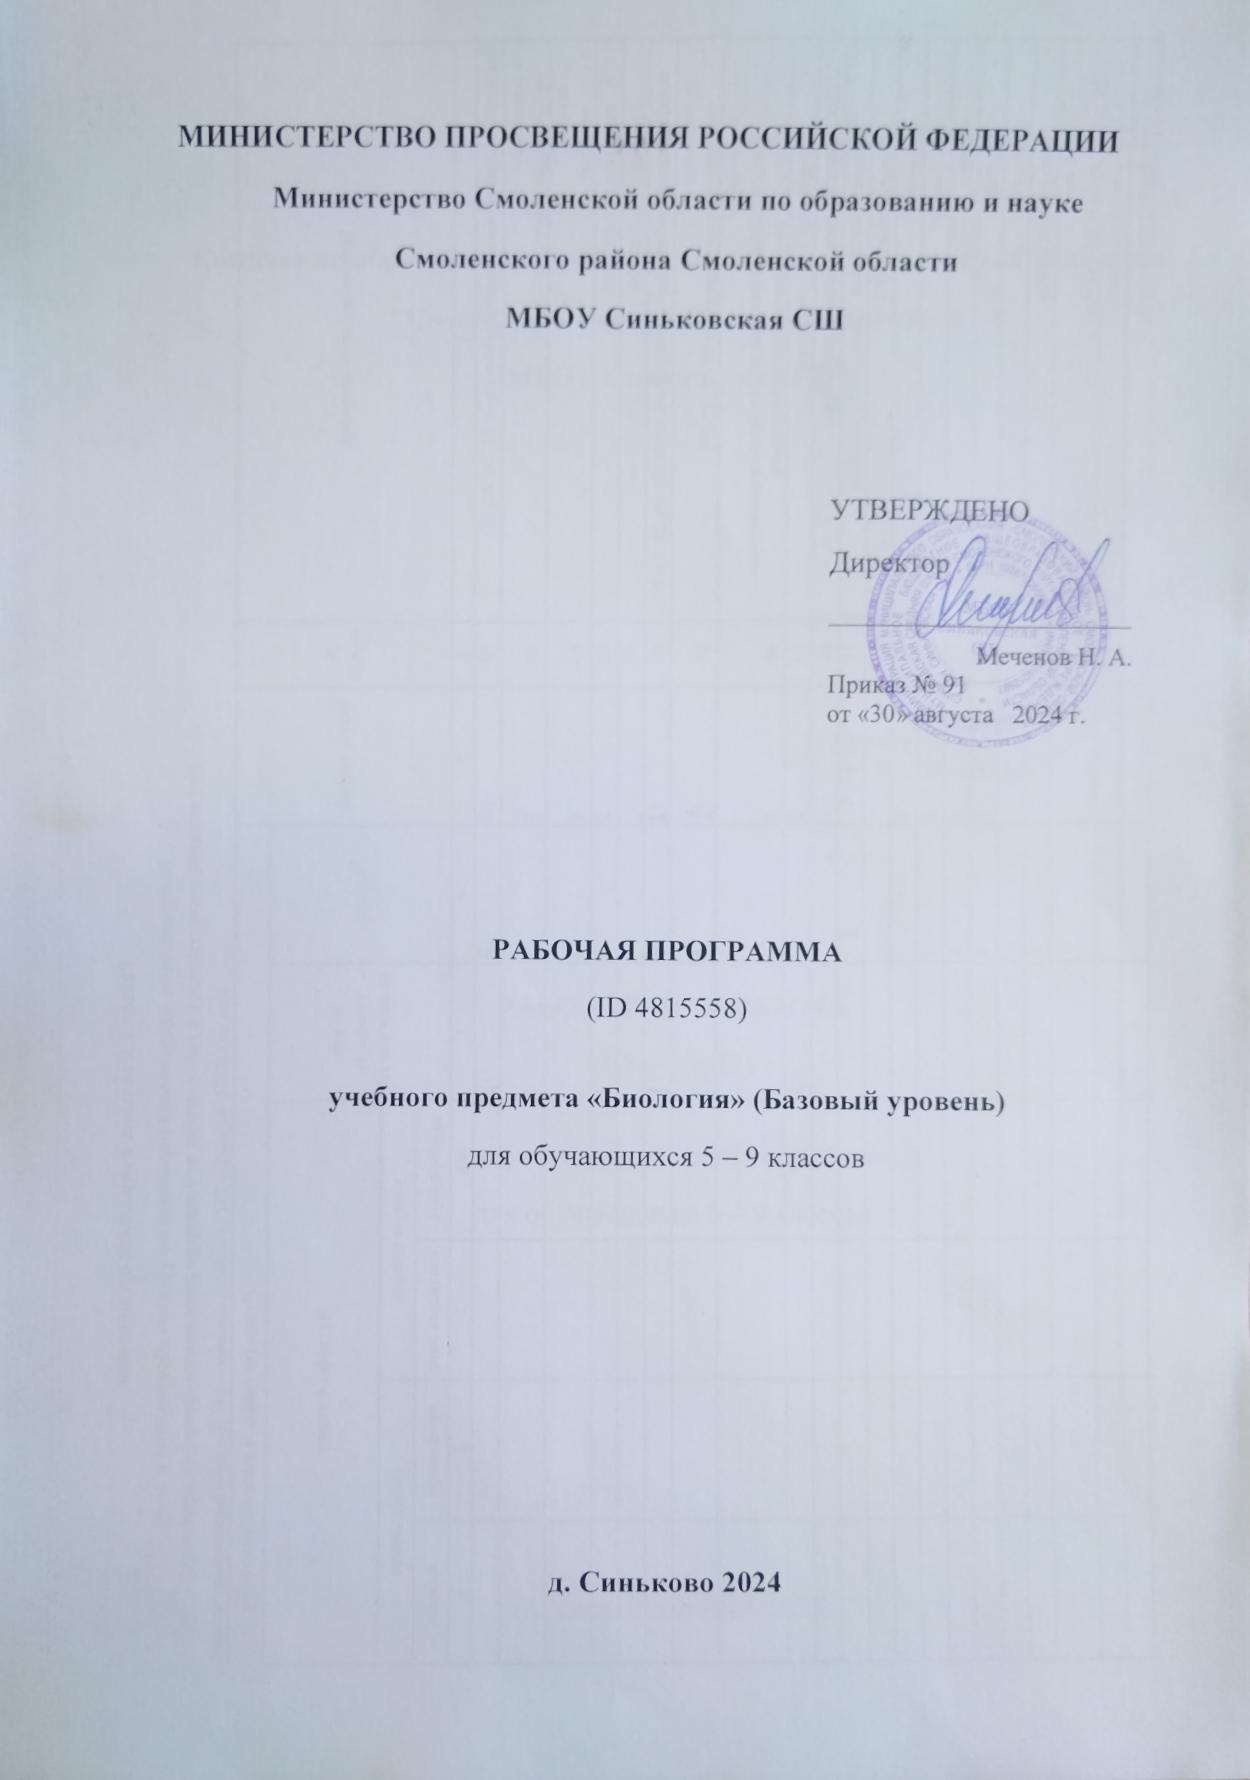 МИНИСТЕРСТВО ПРОСВЕЩЕНИЯ РОССИЙСКОЙ ФЕДЕРАЦИИ
Министерство Смоленской области по образованию и науке
Смоленского района Смоленской области
МБОУ Синьковская СШ
УТВЕРЖДЕНО
Директор
Меченов Н. А.
Приказ № 91
от «30» августа 2024 г.
РАБОЧАЯ ПРОГРАММА
(ID 4815558)
учебного предмета «Биология» (Базовый уровень)
для обучающихся 5 – 9 классов
д. Синьково 2024